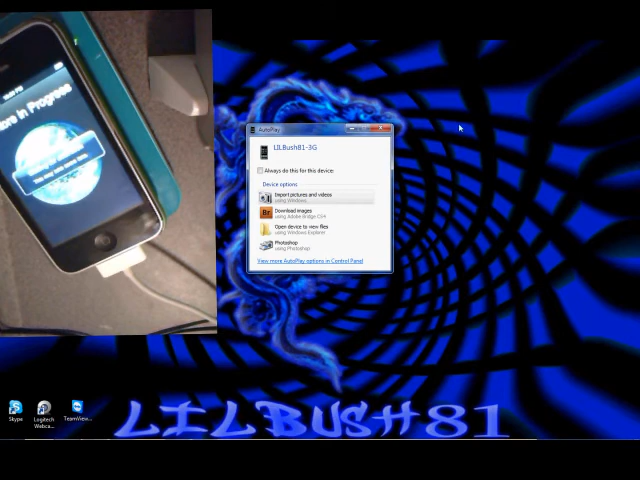 tore in Progress
AutoPlay
LILBush81-3G
Always do this for this device:
Device options
Import pictures and videos
using Windows
Br
Download images
using Adobe Bridge CS4
Open device to view files
using Windows Explorer
Photoshop
using Photoshop
View more AutoPlay options in Control Panel
Skype
Logitech
Webca...
TeamView...
LILBUSH81